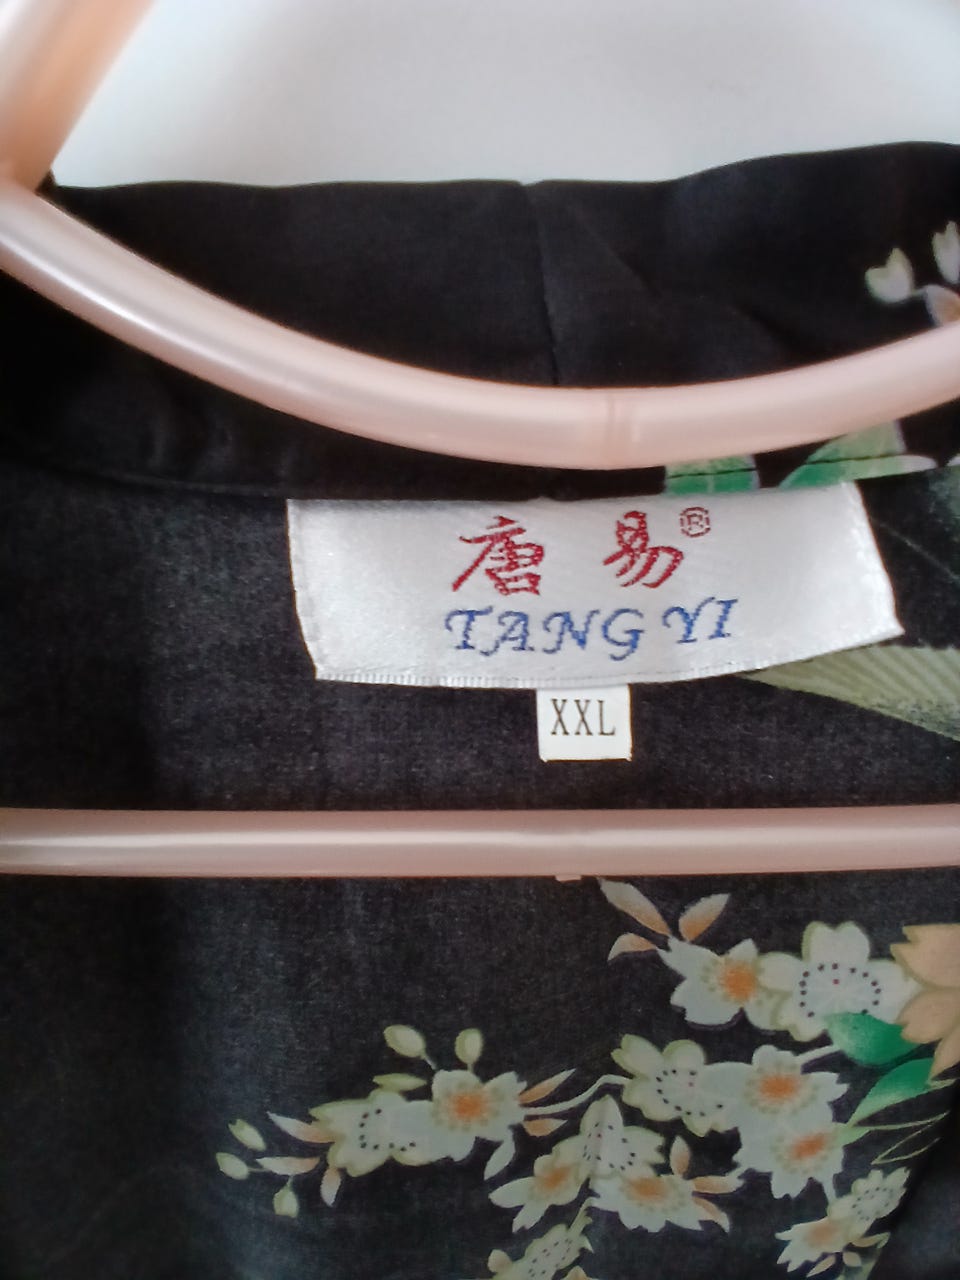 唐易®
TANG YI
XXL